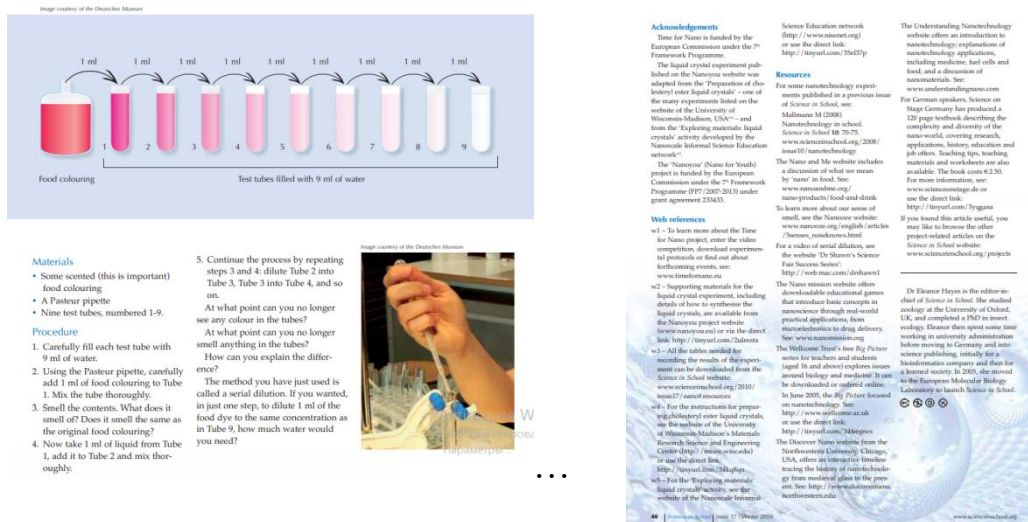 Image courtesy of the Deutsches Museum
1 ml 1 ml 1 ml 1 ml 1 ml 1 ml 1 ml 1 ml 1 ml
1 2 3 4 5 6 7 8 9
Food colouring
Test tubes filled with 9 ml of water
Materials
• Some scented (this is important)
food colouring
• A Pasteur pipette
• Nine test tubes, numbered 1-9.
Procedure
1. Carefully fill each test tube with
9 ml of water.
2. Using the Pasteur pipette, carefully
add 1 ml of food colouring to Tube
1. Mix the tube thoroughly.
3. Smell the contents. What does it
smell of? Does it smell the same as
the original food colouring?
4. Now take 1 ml of liquid from Tube
1, add it to Tube 2 and mix thor-
oughly.
5. Continue the process by repeating
steps 3 and 4: dilute Tube 2 into
Tube 3, Tube 3 into Tube 4, and so
on.
At what point can you no longer
see any colour in the tubes?
At what point can you no longer
smell anything in the tubes?
How can you explain the differ-
ence?
The method you have just used is
called a serial dilution. If you wanted,
in just one step, to dilute 1 ml of the
food dye to the same concentration as
in Tube 9, how much water would
you need?
Image courtesy of the Deutsches Museum
...
Acknowledgements
Time for Nano is funded by the
European Commission under the 7th
Framework Programme.
The liquid crystal experiment pub-
lished on the Nanoyou website was
adapted from the 'Preparation of cho-
lesteryl ester liquid crystals' – one of
the many experiments listed on the
website of the University of
Wisconsin-Madison, USA – and
from the 'Exploring materials: liquid
crystals' activity developed by the
Nanoscale Informal Science Education
network.
The 'Nanoyou' (Nano for Youth)
project is funded by the European
Commission under the 7th Framework
Programme (FP7/2007-2013) under
grant agreement 233433.
Web references
w1 – To learn more about the Time
for Nano project, enter the video
competition, download experimen-
tal protocols or find out about
forthcoming events, see:
www.timefornano.eu
w2 – Supporting materials for the
liquid crystal experiment, including
details of how to synthesise the
liquid crystals, are available from
the Nanoyou project website
(www.nanoyou.eu) or via the direct
link:
w3 – All the tables needed for
recording the results of the experi-
ment can be downloaded from the
Science in School website:
www.scienceinschool.org/2010/
issue17/nano#resources
w4 – For the instructions for prepar-
ing cholesteryl ester liquid crystals,
see the website of the University
of Wisconsin-Madison's Materials
Research Science and Engineering
Center (http://mrsec.wisc.edu)
or use the direct link:
w5 – For the 'Exploring materials:
liquid crystals' activity, see the
website of the Nanoscale Informal
Science Education network
(http://www.nisenet.org)
or use the direct link:
Resources
For some nanotechnology experi-
ments published in a previous issue
of Science in School, see:
Mallmann M (2008)
Nanotechnology in school.
Science in School 10: 70-75.
www.scienceinschool.org/2008/
issue10/nanotechnology
The Nano and Me website includes
a discussion of what we mean
by 'nano' in food. See:
www.nanoandme.org/
nano-products/food-and-drink
To learn more about our sense of
smell, see the Nanooze website:
www.nanooze.org/english/articles
/5senses_noseknows.html
For a video of serial dilution, see
the website 'Dr Shawn's Science
Fair Success Series':
http://web.mac.com/drshawn1
The Nano mission website offers
downloadable educational games
that introduce basic concepts in
nanoscience through real-world
practical applications, from
microelectronics to drug delivery.
See: www.nanomission.org
The Wellcome Trust's free Big Picture
series for teachers and students
(aged 16 and above) explores issues
around biology and medicine. It can
be downloaded or ordered online.
In June 2005, the Big Picture focused
on nanotechnology. See:
http://www.wellcome.ac.uk
or use the direct link:
The Discover Nano website from the
Northwestern University, Chicago,
USA, offers an interactive timeline
tracing the history of nanotechnolo-
gy from medieval glass to the pres-
ent. See: http://www.discovernano.
northwestern.edu
The Understanding Nanotechnology
website offers an introduction to
nanotechnology; explanations of
nanotechnology applications,
including medicine, fuel cells and
food; and a discussion of
nanomaterials. See:
www.understandingnano.com
For German speakers, Science on
Stage Germany has produced a
120 page textbook describing the
complexity and diversity of the
nano-world, covering research,
applications, history, education and
job offers. Teaching tips, teaching
materials and worksheets are also
available. The book costs €2.50.
For more information, see:
www.scienceonstage.de or
use the direct link:
If you found this article useful, you
may like to browse the other
project-related articles on the
Science in School website:
www.scienceinschool.org/projects
Dr Eleanor Hayes is the editor-in-
chief of Science in School. She studied
zoology at the University of Oxford,
UK, and completed a PhD in insect
ecology. Eleanor then spent some time
working in university administration
before moving to Germany and into
science publishing, initially for a
bioinformatics company and then for
a learned society. In 2005, she moved
to the European Molecular Biology
Laboratory to launch Science in School.
Science in School Issue 17 : Winter 2010
www.scienceinschool.org